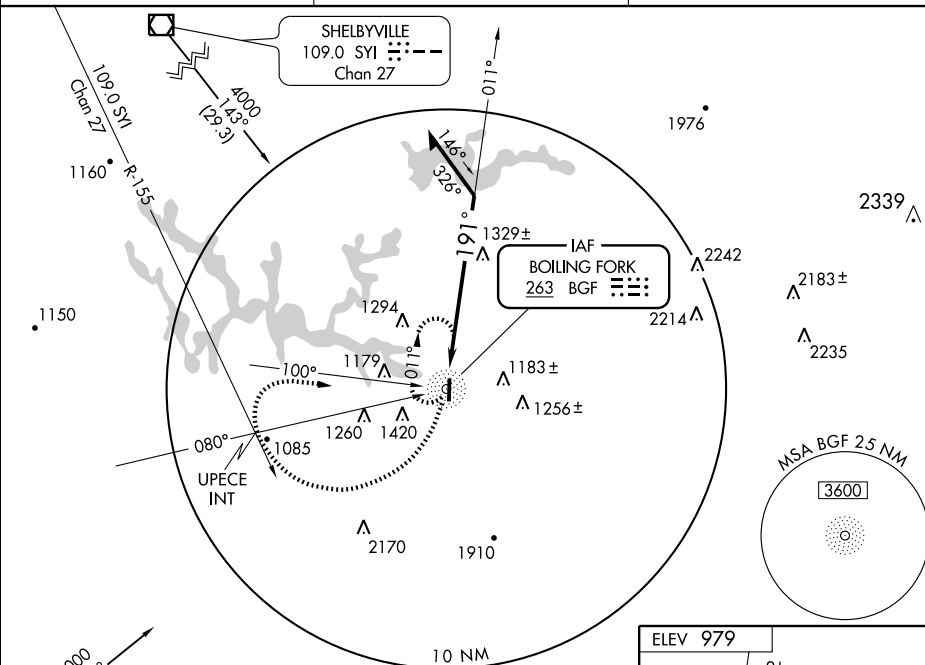 SHELBYVILLE
109.0 SYI
Chan 27
109.0 SYI
Chan 27
R-155
4000
143°
(29.3)
011°
146°
326°
191°
1976
1160
2339
1329±
IAF
BOILING FORK
263 BGF
2242
2183±
2214
2235
1150
1294
011°
1179
100°
1183±
1256±
1260
1420
080°
1085
UPECE
INT
MSA BGF 25 NM
3600
2170
1910
10 NM
ELEV 979